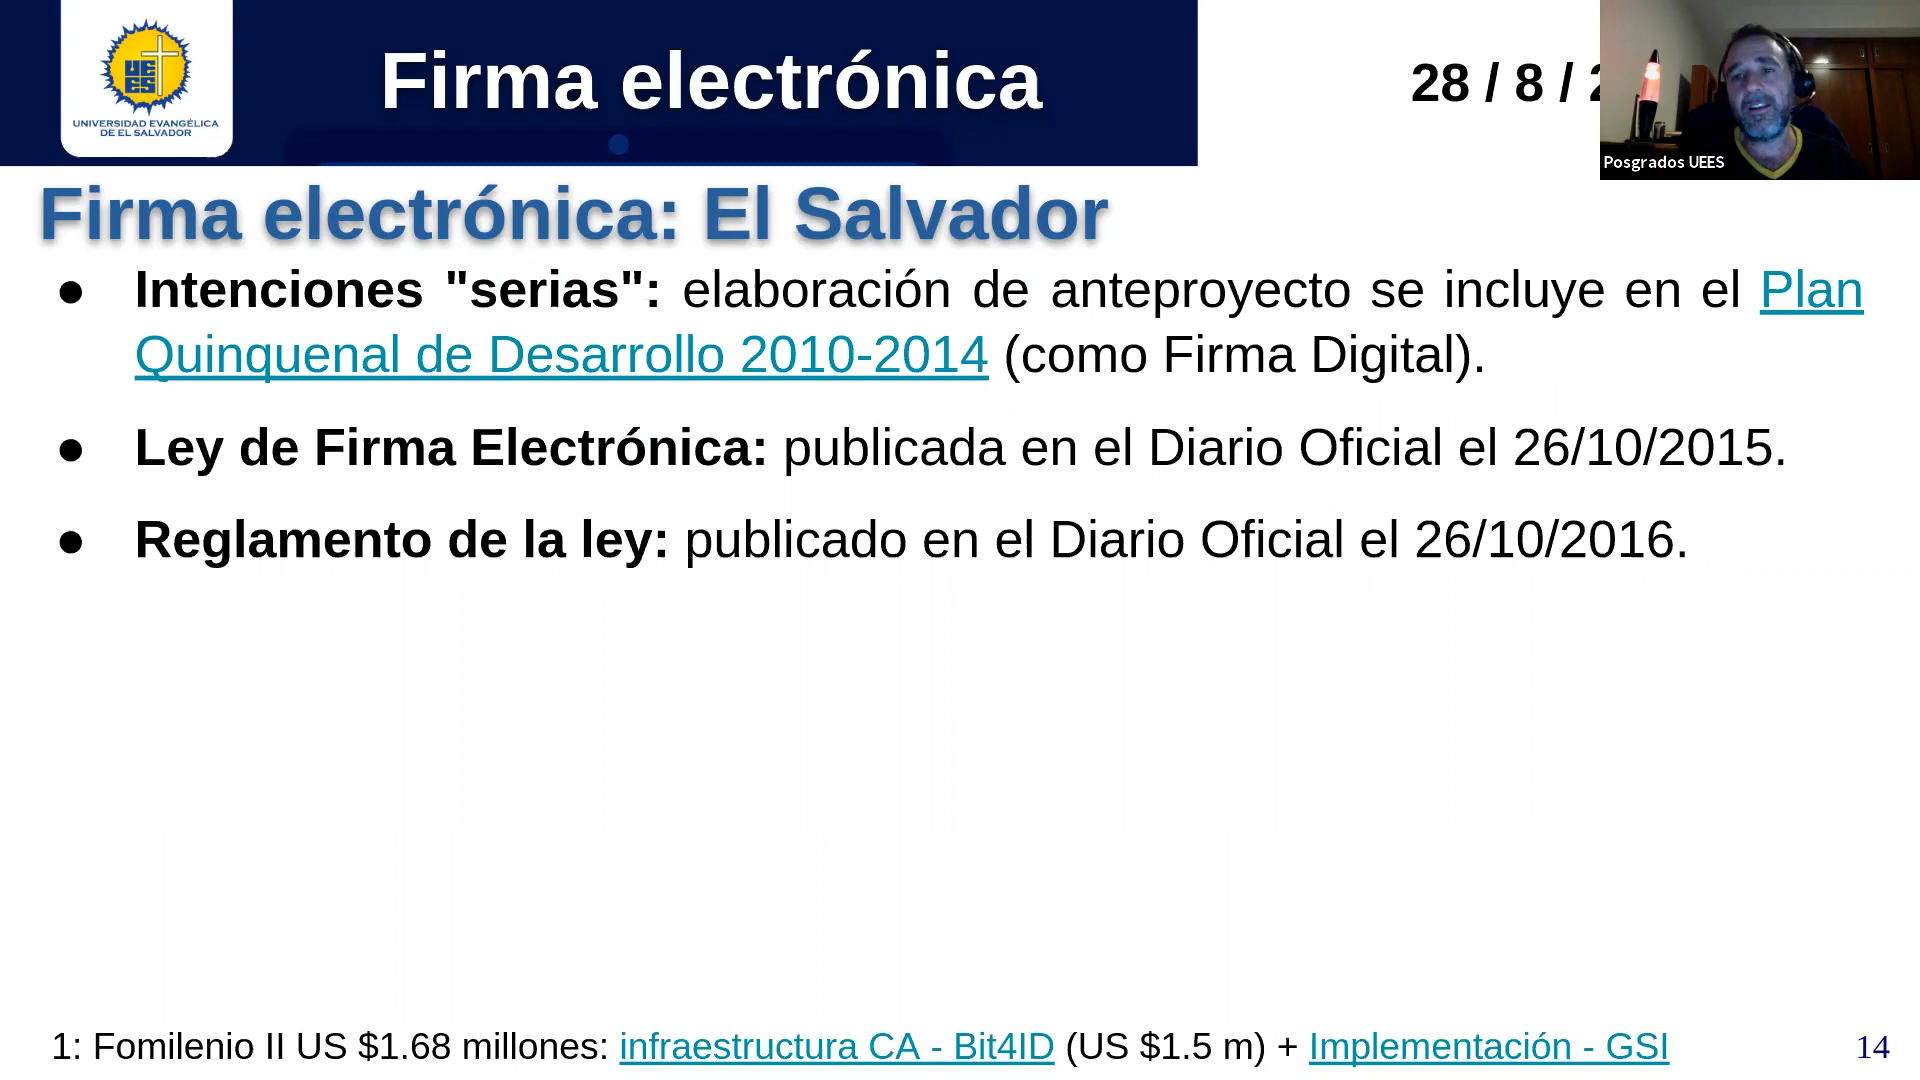 UEES
UNIVERSIDAD EVANGÉLICA
DE EL SALVADOR
Firma electrónica
28 / 8 /
Posgrados UEES
Firma electrónica: El Salvador
● Intenciones "serias": elaboración de anteproyecto se incluye en el Plan
Quinquenal de Desarrollo 2010-2014 (como Firma Digital).
● Ley de Firma Electrónica: publicada en el Diario Oficial el 26/10/2015.
● Reglamento de la ley: publicado en el Diario Oficial el 26/10/2016.
1: Fomilenio II US $1.68 millones: infraestructura CA - Bit4ID (US $1.5 m) + Implementación - GSI
14